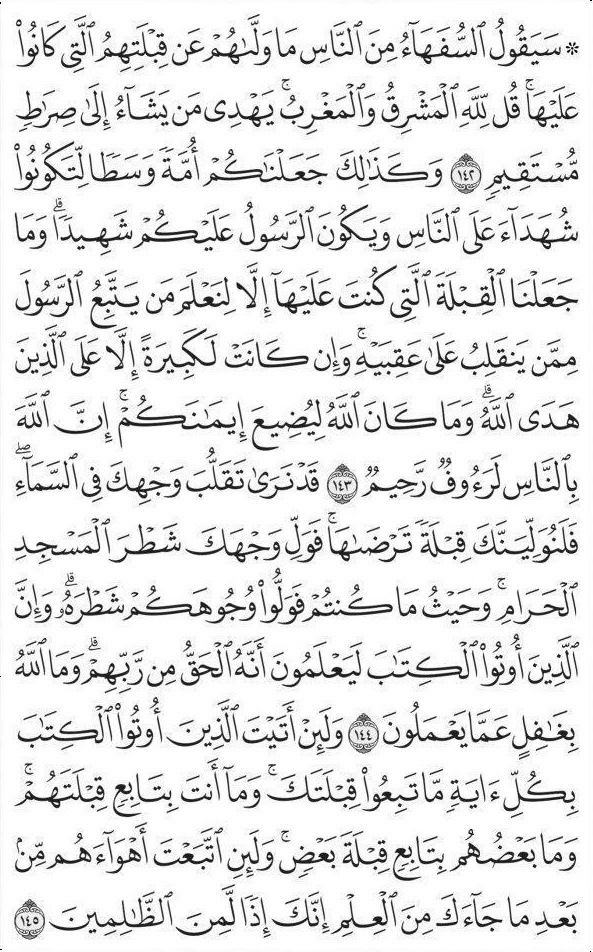 ۞ سَيَقُولُ ٱلسُّفَهَآءُ مِنَ ٱلنَّاسِ مَا وَلَّىٰهُمۡ عَن قِبۡلَتِهِمُ ٱلَّتِي كَانُواْ
عَلَيۡهَاۚ قُل لِّلَّهِ ٱلۡمَشۡرِقُ وَٱلۡمَغۡرِبُۚ يَهۡدِي مَن يَشَآءُ إِلَىٰ صِرَٰطٖ
مُّسۡتَقِيمٖ ١٤٢ وَكَذَٰلِكَ جَعَلۡنَٰكُمۡ أُمَّةٗ وَسَطٗا لِّتَكُونُواْ
شُهَدَآءَ عَلَى ٱلنَّاسِ وَيَكُونَ ٱلرَّسُولُ عَلَيۡكُمۡ شَهِيدٗاۗ وَمَا
جَعَلۡنَا ٱلۡقِبۡلَةَ ٱلَّتِي كُنتَ عَلَيۡهَآ إِلَّا لِنَعۡلَمَ مَن يَتَّبِعُ ٱلرَّسُولَ
مِمَّن يَنقَلِبُ عَلَىٰ عَقِبَيۡهِۚ وَإِن كَانَتۡ لَكَبِيرَةً إِلَّا عَلَى ٱلَّذِينَ
هَدَى ٱللَّهُۗ وَمَا كَانَ ٱللَّهُ لِيُضِيعَ إِيمَٰنَكُمۡۚ إِنَّ ٱللَّهَ
بِٱلنَّاسِ لَرَءُوفٞ رَّحِيمٞ ١٤٣ قَدۡ نَرَىٰ تَقَلُّبَ وَجۡهِكَ فِي ٱلسَّمَآءِۖ
فَلَنُوَلِّيَنَّكَ قِبۡلَةٗ تَرۡضَىٰهَاۚ فَوَلِّ وَجۡهَكَ شَطۡرَ ٱلۡمَسۡجِدِ
ٱلۡحَرَامِۚ وَحَيۡثُ مَا كُنتُمۡ فَوَلُّواْ وُجُوهَكُمۡ شَطۡرَهُۥۗ وَإِنَّ
ٱلَّذِينَ أُوتُواْ ٱلۡكِتَٰبَ لَيَعۡلَمُونَ أَنَّهُ ٱلۡحَقُّ مِن رَّبِّهِمۡۗ وَمَا ٱللَّهُ
بِغَٰفِلٍ عَمَّا يَعۡمَلُونَ ١٤٤ وَلَئِنۡ أَتَيۡتَ ٱلَّذِينَ أُوتُواْ ٱلۡكِتَٰبَ
بِكُلِّ ءَايَةٖ مَّا تَبِعُواْ قِبۡلَتَكَۚ وَمَآ أَنتَ بِتَابِعٖ قِبۡلَتَهُمۡۚ
وَمَا بَعۡضُهُم بِتَابِعٖ قِبۡلَةَ بَعۡضٖۚ وَلَئِنِ ٱتَّبَعۡتَ أَهۡوَآءَهُم مِّنۢ
بَعۡدِ مَا جَآءَكَ مِنَ ٱلۡعِلۡمِ إِنَّكَ إِذٗا لَّمِنَ ٱلظَّٰلِمِينَ ١٤٥